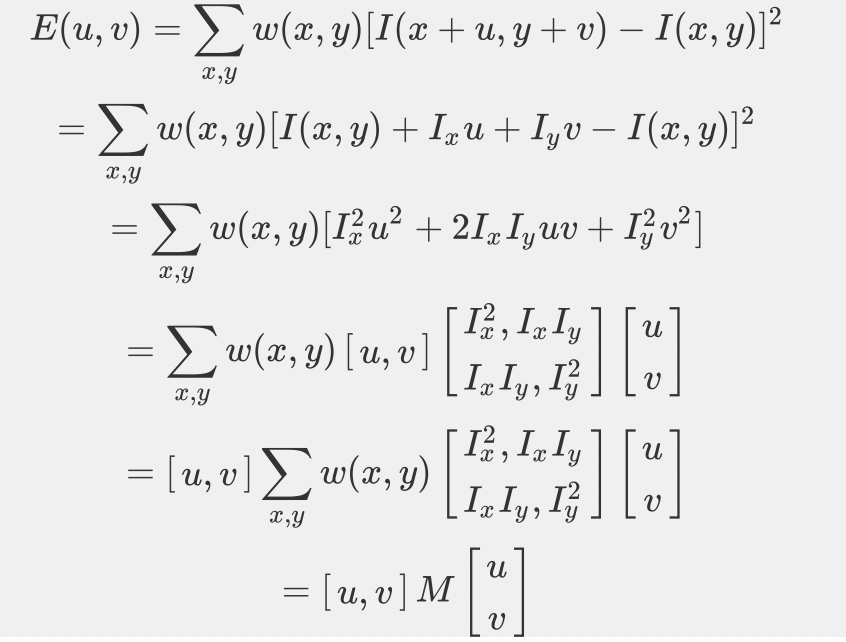 E(u, v) = \sum_{x,y} w(x, y)[I(x + u, y + v) − I(x, y)]^2
= \sum_{x,y} w(x, y)[I(x, y) + I_x u + I_y v − I(x, y)]^2
= \sum_{x,y} w(x, y)[I_x^2 u^2 + 2I_x I_y uv + I_y^2 v^2]
= \sum_{x,y} w(x, y) [u, v] \begin{bmatrix} I_x^2, I_x I_y \\ I_x I_y, I_y^2 \end{bmatrix} \begin{bmatrix} u \\ v \end{bmatrix}
= [u, v] \sum_{x,y} w(x, y) \begin{bmatrix} I_x^2, I_x I_y \\ I_x I_y, I_y^2 \end{bmatrix} \begin{bmatrix} u \\ v \end{bmatrix}
= [u, v] M \begin{bmatrix} u \\ v \end{bmatrix}